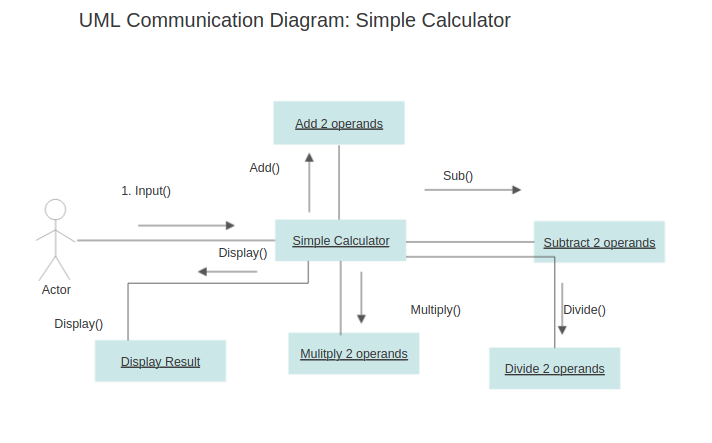 UML Communication Diagram: Simple Calculator
Add 2 operands
Add()
Sub()
1. Input()
Simple Calculator
Subtract 2 operands
Display()
Actor
Multiply()
Divide()
Display()
Display Result
Mulitply 2 operands
Divide 2 operands